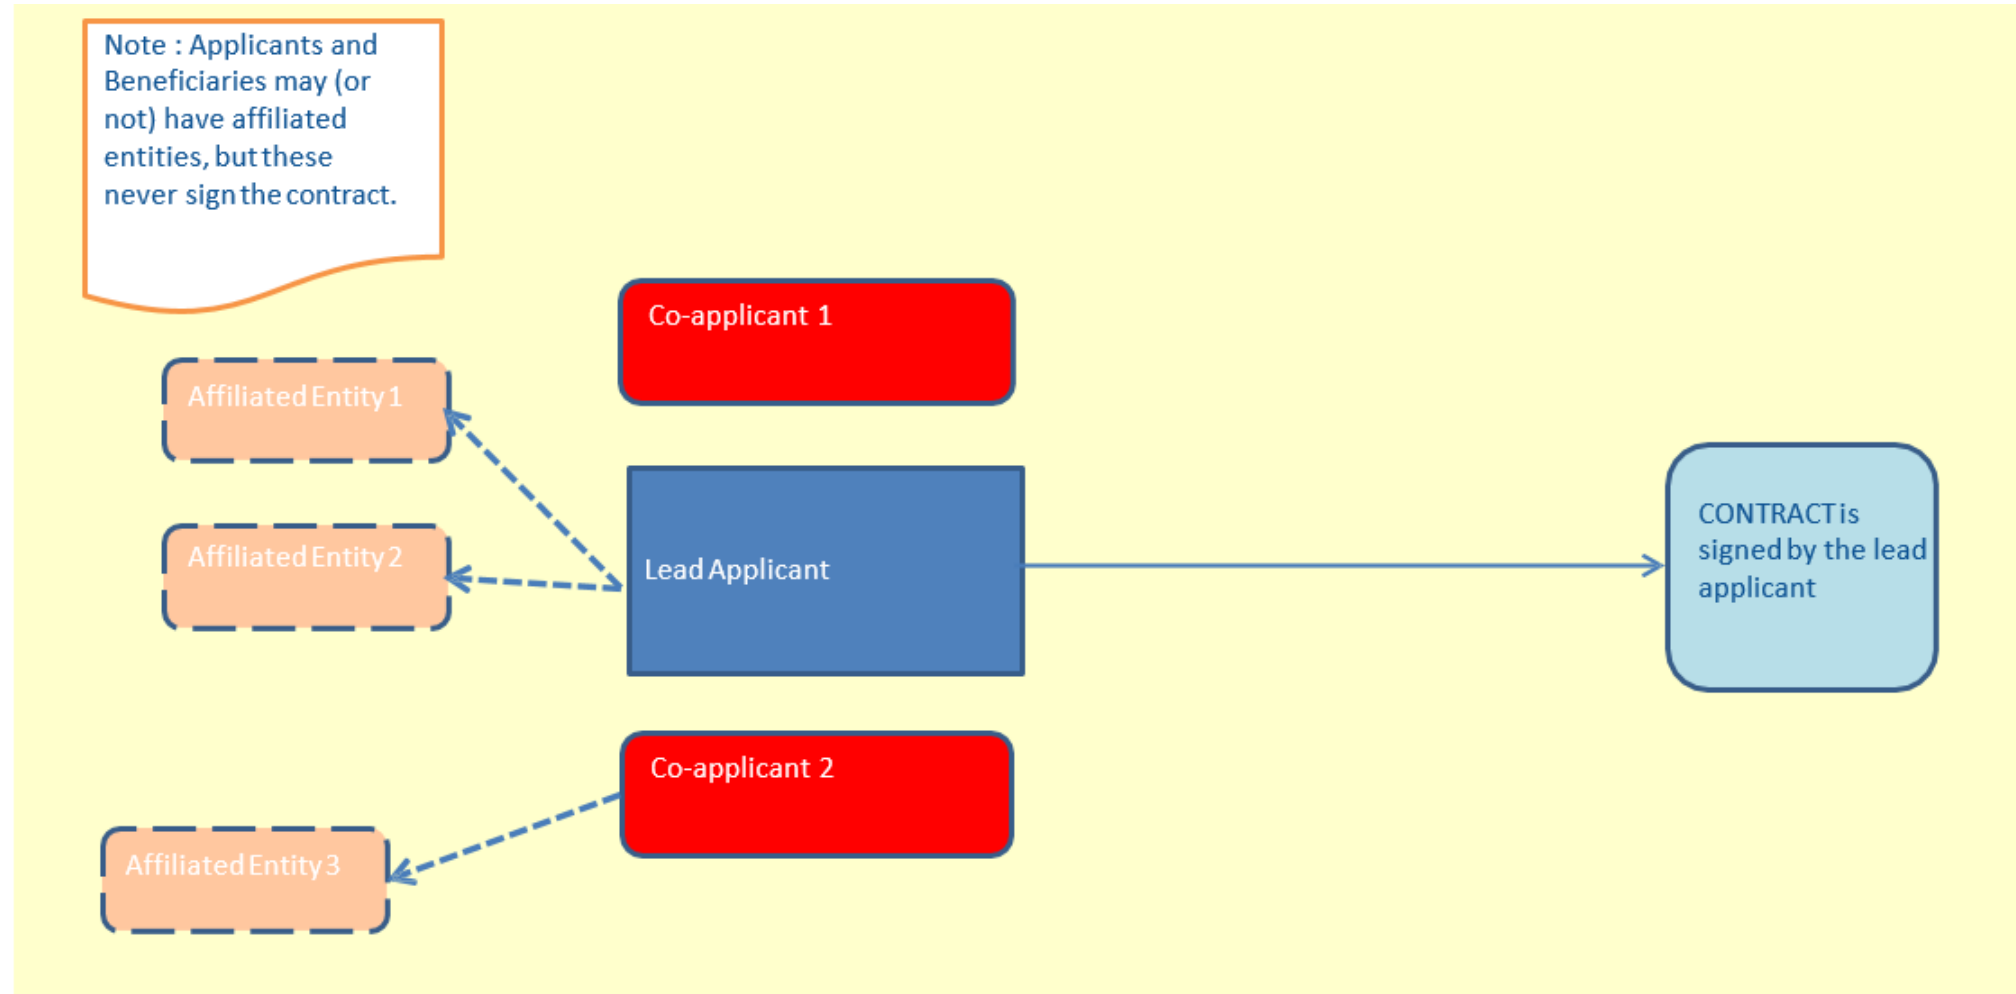 Note : Applicants and
Beneficiaries may (or
not) have affiliated
entities, but these
never sign the contract.
Co-applicant 1
Affiliated Entity 1
Affiliated Entity 2
Lead Applicant
CONTRACT is
signed by the lead
applicant
Co-applicant 2
Affiliated Entity 3